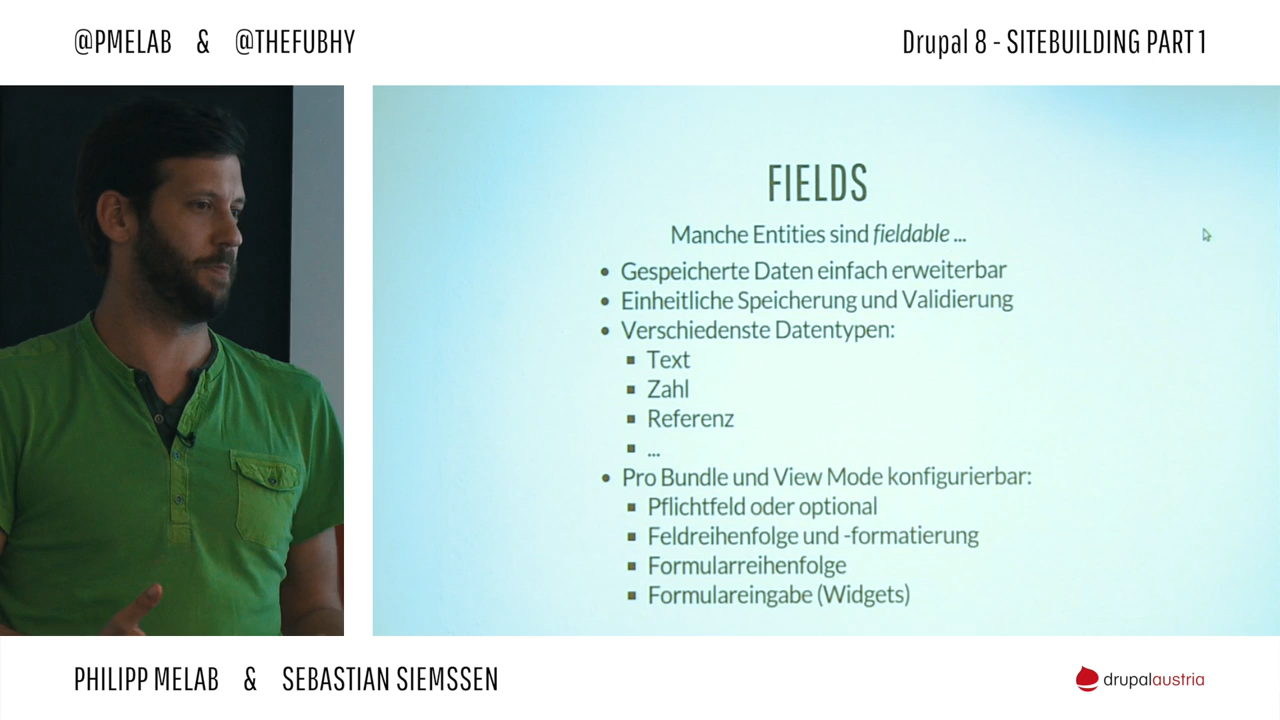 @PMELAB & @THEFUBHY
Drupal 8 - SITEBUILDING PART 1
FIELDS
Manche Entities sind fieldable ...
• Gespeicherte Daten einfach erweiterbar
• Einheitliche Speicherung und Validierung
• Verschiedenste Datentypen:
▪ Text
▪ Zahl
▪ Referenz
▪ ...
• Pro Bundle und View Mode konfigurierbar:
▪ Pflichtfeld oder optional
▪ Feldreihenfolge und -formatierung
▪ Formularreihenfolge
▪ Formulareingabe (Widgets)
PHILIPP MELAB & SEBASTIAN SIEMSSEN
drupalaustria